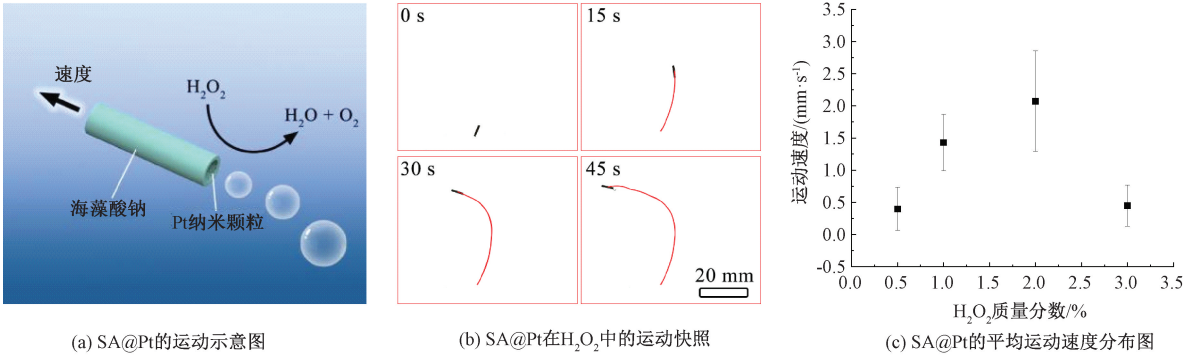 速度
H₂O₂
H₂O + O₂
海藻酸钠
Pt纳米颗粒
(a) SA@Pt的运动示意图
0 s
15 s
30 s
45 s
20 mm
(b) SA@Pt在H₂O₂中的运动快照
运动速度/(mm·s⁻¹)
3.5
3.0
2.5
2.0
1.5
1.0
0.5
0.0
-0.5
0.0 0.5 1.0 1.5 2.0 2.5 3.0 3.5
H₂O₂质量分数/%
(c) SA@Pt的平均运动速度分布图